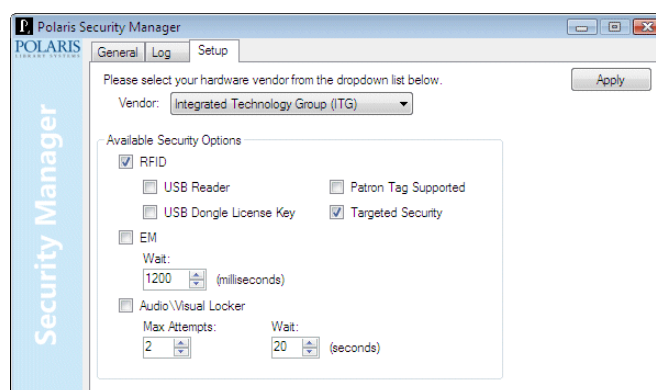 Polaris Security Manager
POLARIS
LIBRARY SYSTEMS
Security Manager
General Log Setup
Please select your hardware vendor from the dropdown list below.
Apply
Vendor: Integrated Technology Group (ITG)
Available Security Options
RFID
USB Reader Patron Tag Supported
USB Dongle License Key Targeted Security
EM
Wait:
1200 (milliseconds)
Audio\Visual Locker
Max Attempts: Wait:
2 20 (seconds)